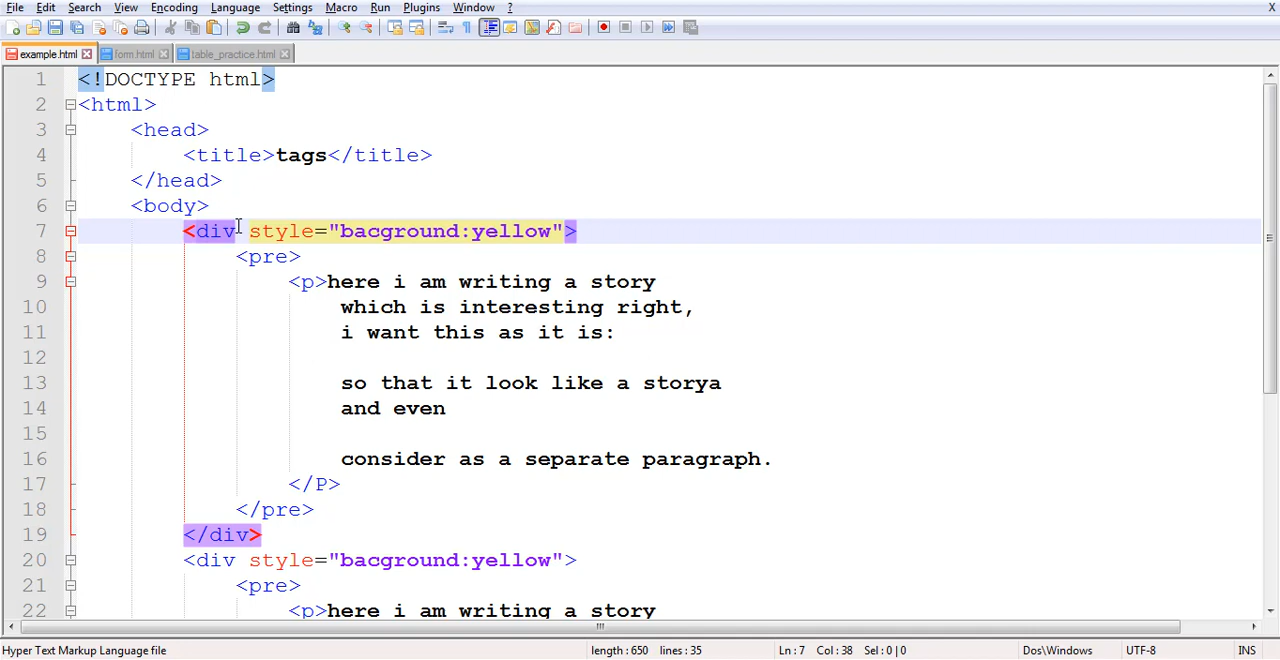 File Edit Search View Encoding Language Settings Macro Run Plugins Window ? X
example.html form.html table_practice.html
1 <!DOCTYPE html>
2 <html>
3 <head>
4 <title>tags</title>
5 </head>
6 <body>
7 <div style="bacground:yellow">
8 <pre>
9 <p>here i am writing a story
10 which is interesting right,
11 i want this as it is:
12
13 so that it look like a storya
14 and even
15
16 consider as a separate paragraph.
17 </P>
18 </pre>
19 </div>
20 <div style="bacground:yellow">
21 <pre>
22 <p>here i am writing a story
Hyper Text Markup Language file length : 650 lines : 35 Ln : 7 Col : 38 Sel : 0 | 0 Dos\Windows UTF-8 INS